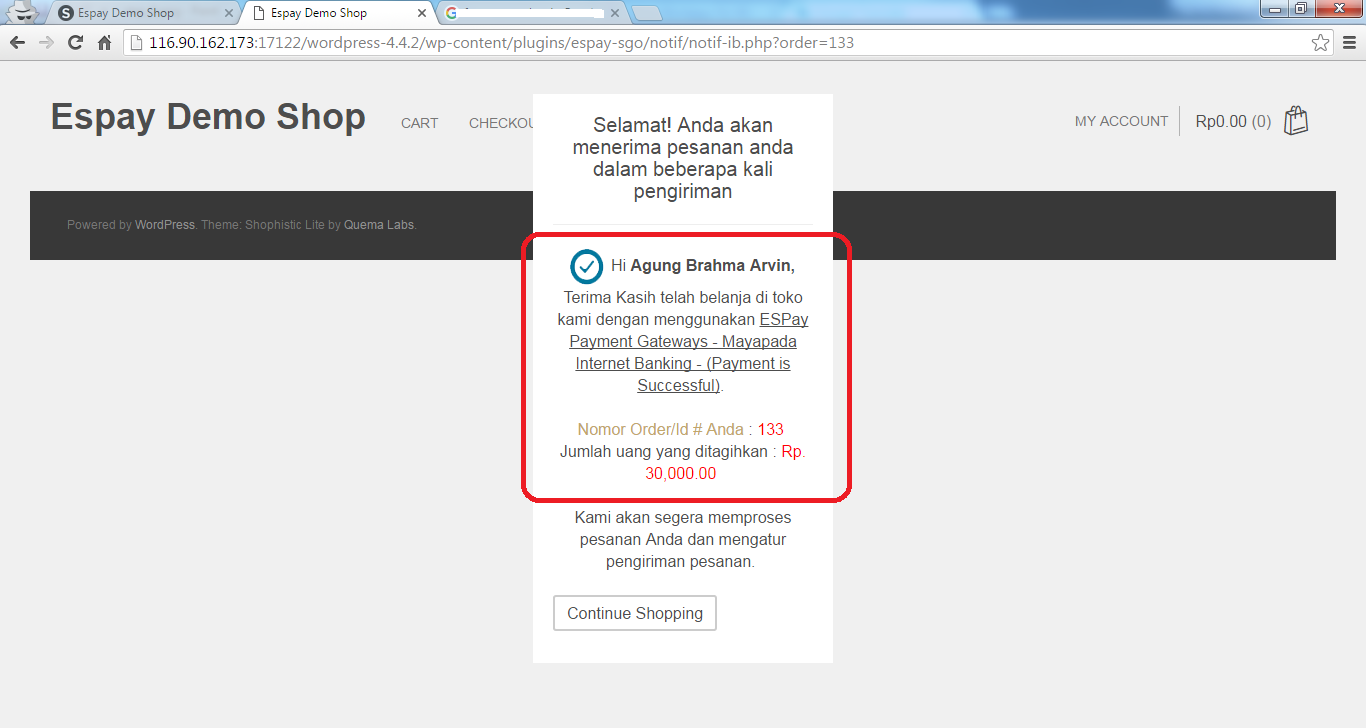 Espay Demo Shop
Espay Demo Shop
116.90.162.173:17122/wordpress-4.4.2/wp-content/plugins/espay-sgo/notif/notif-ib.php?order=133
Espay Demo Shop
CART
CHECKOU
MY ACCOUNT
Rp0.00 (0)
Selamat! Anda akan
menerima pesanan anda
dalam beberapa kali
pengiriman
Powered by WordPress. Theme: Shophistic Lite by Quema Labs.
Hi Agung Brahma Arvin,
Terima Kasih telah belanja di toko
kami dengan menggunakan ESPay
Payment Gateways - Mayapada
Internet Banking - (Payment is
Successful).
Nomor Order/Id # Anda : 133
Jumlah uang yang ditagihkan : Rp.
30,000.00
Kami akan segera memproses
pesanan Anda dan mengatur
pengiriman pesanan.
Continue Shopping